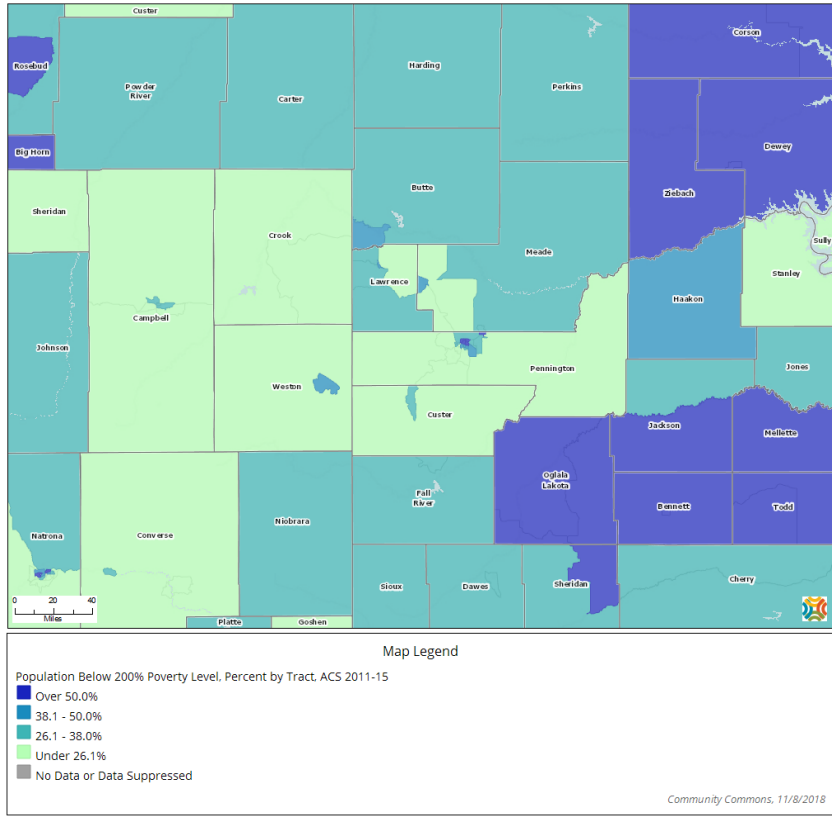 Custer
Corson
Rosebud
Harding
Powder
River
Perkins
Carter
Dewey
Big Horn
Butte
Ziebach
Sheridan
Crook
Sully
Meade
Stanley
Lawrence
Haakon
Campbell
Johnson
Jones
Pennington
Weston
Custer
Jackson
Mellette
Oglala
Lakota
Fall
River
Niobrara
Bennett
Todd
Natrona
Converse
Cherry
Sioux
Dawes
Sheridan
0 20 40
Miles
Platte
Goshen
Map Legend
Population Below 200% Poverty Level, Percent by Tract, ACS 2011-15
Over 50.0%
38.1 - 50.0%
26.1 - 38.0%
Under 26.1%
No Data or Data Suppressed
Community Commons, 11/8/2018